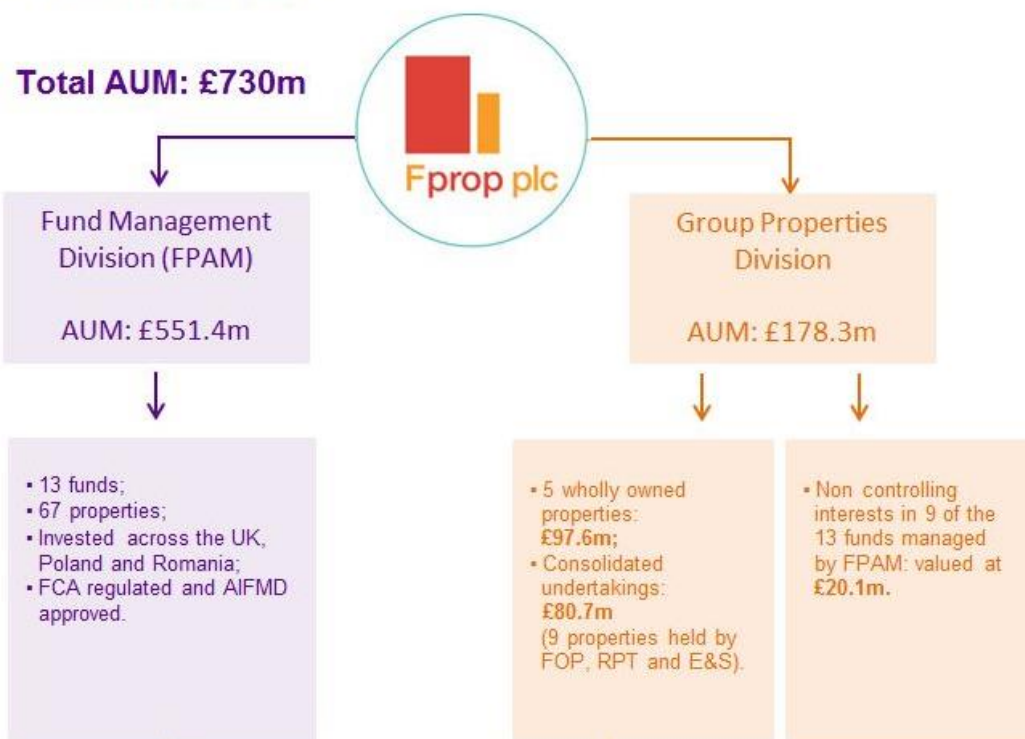 Total AUM: £730m
Fprop plc
Fund Management
Division (FPAM)
AUM: £551.4m
Group Properties
Division
AUM: £178.3m
▪ 13 funds;
▪ 67 properties;
▪ Invested across the UK,
Poland and Romania;
▪ FCA regulated and AIFMD
approved.
▪ 5 wholly owned
properties:
£97.6m;
▪ Consolidated
undertakings:
£80.7m
(9 properties held by
FOP, RPT and E&S).
▪ Non controlling
interests in 9 of the
13 funds managed
by FPAM: valued at
£20.1m.